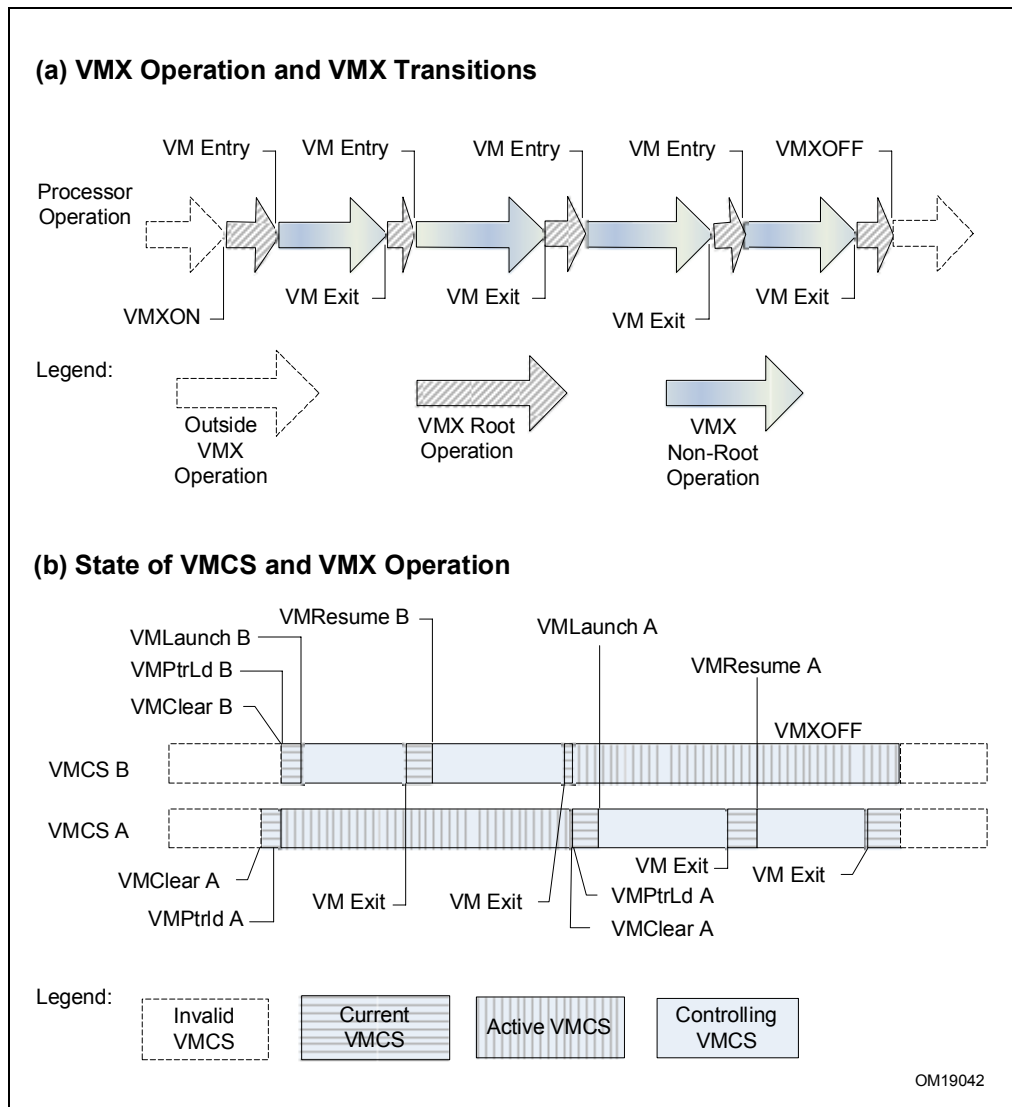 (a) VMX Operation and VMX Transitions
VM Entry
VM Entry
VM Entry
VM Entry
VMXOFF
Processor
Operation
VMXON
VM Exit
VM Exit
VM Exit
VM Exit
Legend:
Outside
VMX
Operation
VMX Root
Operation
VMX
Non-Root
Operation
(b) State of VMCS and VMX Operation
VMLaunch B
VMResume B
VMLaunch A
VMPtrLd B
VMResume A
VMClear B
VMXOFF
VMCS B
VMCS A
VMClear A
VMPtrld A
VM Exit
VM Exit
VMPtrLd A
VMClear A
VM Exit
VM Exit
Legend:
Invalid
VMCS
Current
VMCS
Active VMCS
Controlling
VMCS
OM19042